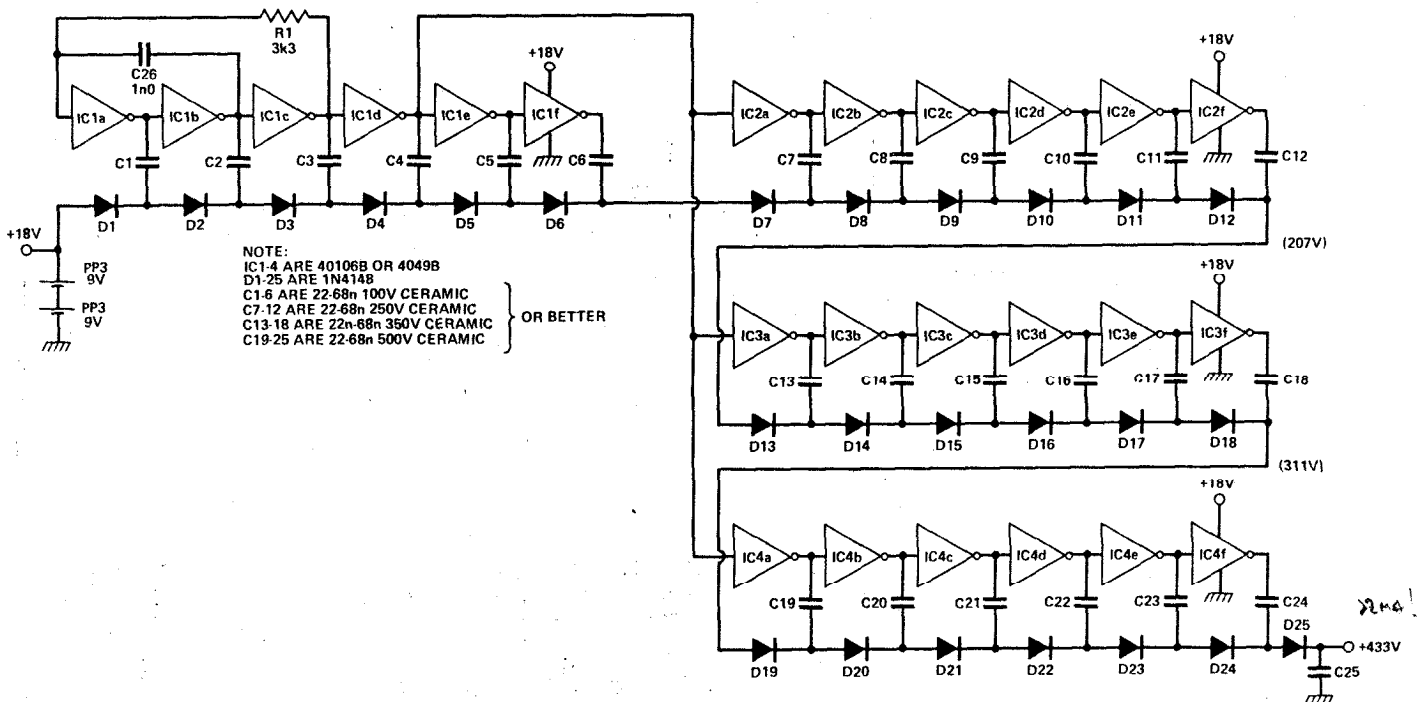 R1
3k3
C26
1n0
+18V
IC1a
IC1b
IC1c
IC1d
IC1e
IC1f
C1
C2
C3
C4
C5
C6
+18V
D1
D2
D3
D4
D5
D6
PP3
9V
PP3
9V
NOTE:
IC1-4 ARE 40106B OR 4049B
D1-25 ARE 1N4148
C1-6 ARE 22-68n 100V CERAMIC
C7-12 ARE 22-68n 250V CERAMIC
C13-18 ARE 22n-68n 350V CERAMIC
C19-25 ARE 22-68n 500V CERAMIC
OR BETTER
+18V
IC2a
IC2b
IC2c
IC2d
IC2e
IC2f
C7
C8
C9
C10
C11
C12
D7
D8
D9
D10
D11
D12
(207V)
+18V
IC3a
IC3b
IC3c
IC3d
IC3e
IC3f
C13
C14
C15
C16
C17
C18
D13
D14
D15
D16
D17
D18
(311V)
+18V
IC4a
IC4b
IC4c
IC4d
IC4e
IC4f
C19
C20
C21
C22
C23
C24
D19
D20
D21
D22
D23
D24
D25
+433V
C25